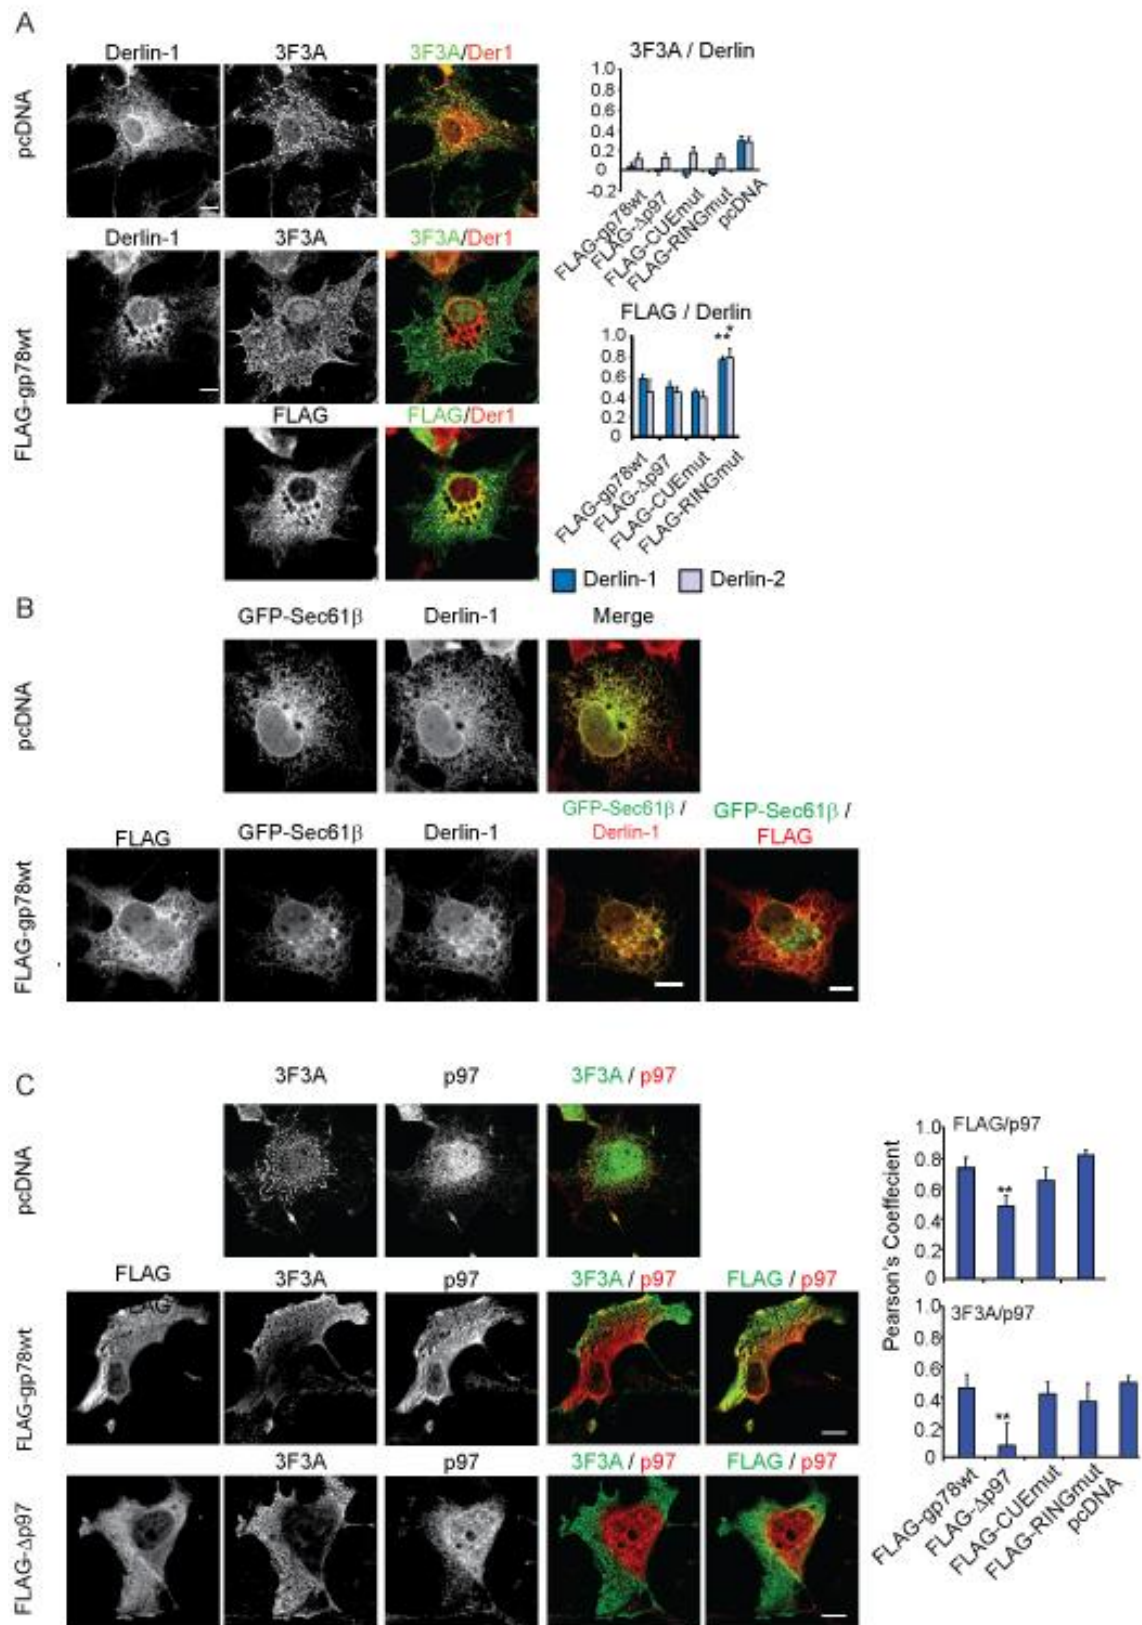 A
Derlin-1 3F3A 3F3A/Der1
pcDNA
Derlin-1 3F3A 3F3A/Der1
FLAG-gp78wt
FLAG FLAG/Der1
3F3A / Derlin
1.0
0.8
0.6
0.4
0.2
0
-0.2
FLAG-gp78wt
FLAG-Δp97
FLAG-CUEmut
FLAG-RINGmut
pcDNA
FLAG / Derlin
1.0
0.8
0.6
0.4
0.2
0
** *
FLAG-gp78wt
FLAG-Δp97
FLAG-CUEmut
FLAG-RINGmut
Derlin-1 Derlin-2
B
GFP-Sec61β Derlin-1 Merge
pcDNA
FLAG GFP-Sec61β Derlin-1 GFP-Sec61β / Derlin-1 GFP-Sec61β / FLAG
FLAG-gp78wt
C
3F3A p97 3F3A / p97
pcDNA
FLAG 3F3A p97 3F3A / p97 FLAG / p97
FLAG
FLAG-gp78wt
3F3A p97 3F3A / p97 FLAG / p97
FLAG-Δp97
Pearson's Coeffecient
FLAG/p97
1.0
0.8
0.6
0.4
0.2
0
**
3F3A/p97
1.0
0.8
0.6
0.4
0.2
0
**
FLAG-gp78wt
FLAG-Δp97
FLAG-CUEmut
FLAG-RINGmut
pcDNA